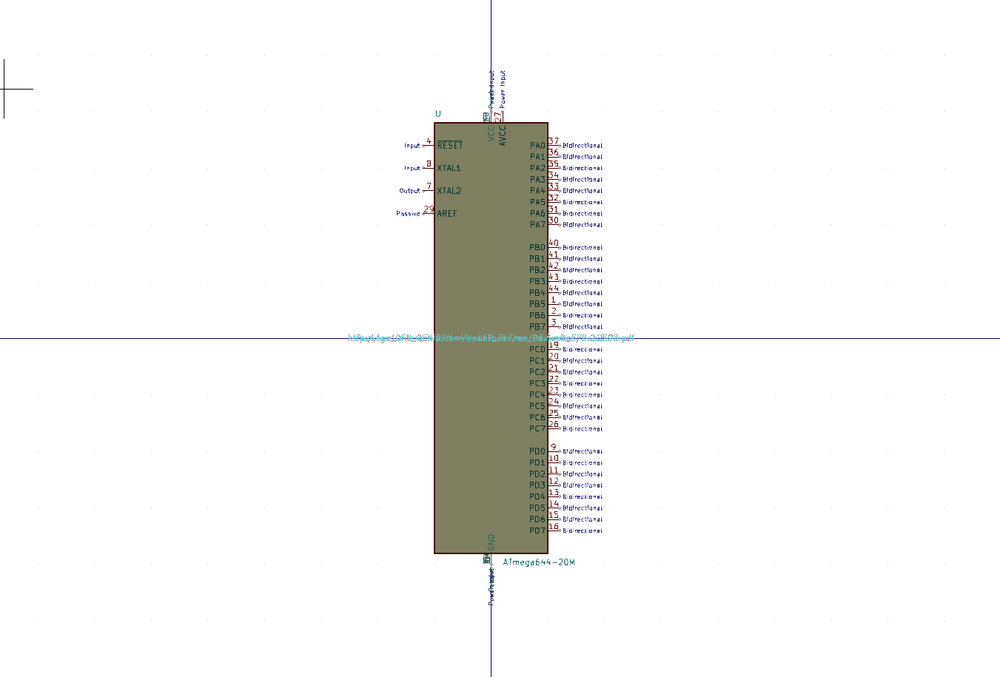 Power Input
U
27
VCC
AVCC
Input 4 RESET
Input 8 XTAL1
Output 7 XTAL2
Passive 29 AREF
PA0 37 Bidirectional
PA1 36 Bidirectional
PA2 35 Bidirectional
PA3 34 Bidirectional
PA4 33 Bidirectional
PA5 32 Bidirectional
PA6 31 Bidirectional
PA7 30 Bidirectional
PB0 40 Bidirectional
PB1 41 Bidirectional
PB2 42 Bidirectional
PB3 43 Bidirectional
PB4 44 Bidirectional
PB5 1 Bidirectional
PB6 2 Bidirectional
PB7 3 Bidirectional
PC0 19 Bidirectional
PC1 20 Bidirectional
PC2 21 Bidirectional
PC3 22 Bidirectional
PC4 23 Bidirectional
PC5 24 Bidirectional
PC6 25 Bidirectional
PC7 26 Bidirectional
PD0 9 Bidirectional
PD1 10 Bidirectional
PD2 11 Bidirectional
PD3 12 Bidirectional
PD4 13 Bidirectional
PD5 14 Bidirectional
PD6 15 Bidirectional
PD7 16 Bidirectional
GND
ATmega644-20M